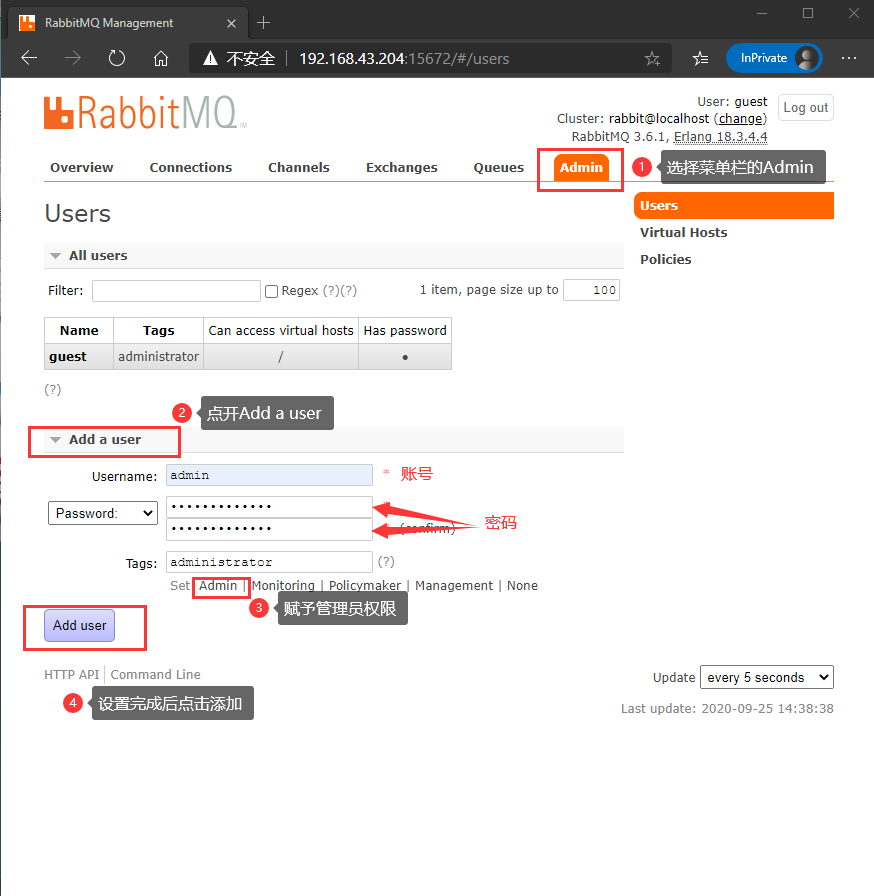 RabbitMQ Management
不安全 192.168.43.204:15672/#/users InPrivate
RabbitMQ TM
User: guest Log out
Cluster: rabbit@localhost (change)
RabbitMQ 3.6.1, Erlang 18.3.4.4
Overview Connections Channels Exchanges Queues Admin 1 选择菜单栏的Admin
Users
Users
Virtual Hosts
Policies
All users
Filter: Regex (?)(?) 1 item, page size up to 100
Name Tags Can access virtual hosts Has password
guest administrator / ●
(?)
2 点开Add a user
Add a user
Username: admin * 账号
Password: •••••••••••••
••••••••••••• (confirm) 密码
Tags: administrator (?)
Set Admin | Monitoring | Policymaker | Management | None
3 赋予管理员权限
Add user
HTTP API | Command Line
4 设置完成后点击添加
Update every 5 seconds
Last update: 2020-09-25 14:38:38